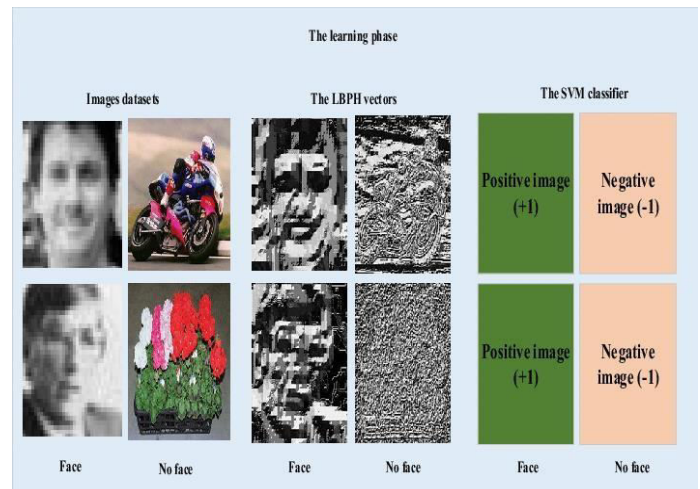 The learning phase
Images datasets
The LBPH vectors
The SVM classifier
Positive image
(+1)
Negative
image (-1)
Positive image
(+1)
Negative
image (-1)
Face
No face
Face
No face
Face
No face